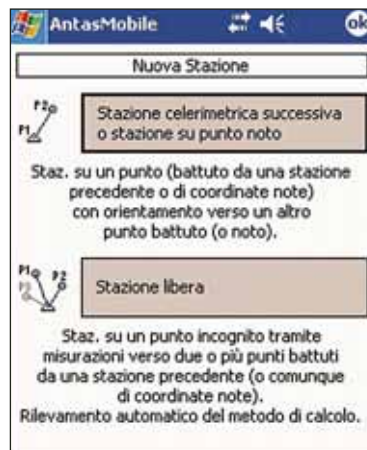 AntasMobile ok
Nuova Stazione
P2
P1
Stazione celerimetrica successiva
o stazione su punto noto
Staz. su un punto (battuto da una stazione
precedente o di coordinate note)
con orientamento verso un altro
punto battuto (o noto).
P1 P2
P3
Stazione libera
Staz. su un punto incognito tramite
misurazioni verso due o più punti battuti
da una stazione precedente (o comunque
di coordinate note).
Rilevamento automatico del metodo di calcolo.